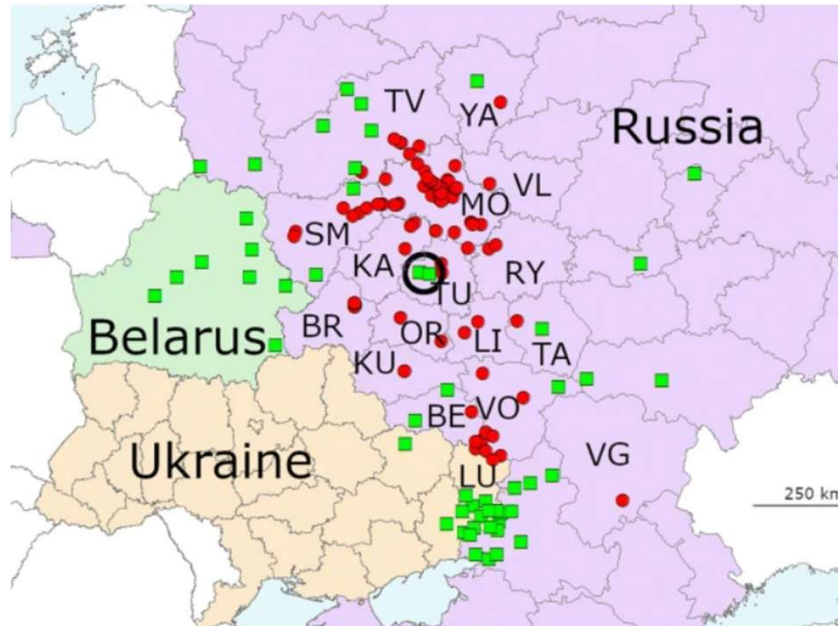 TV
YA
Russia
VL
MO
SM
KA
RY
TU
BR
OR
LI
Belarus
TA
KU
BE
VO
Ukraine
VG
LU
250 km